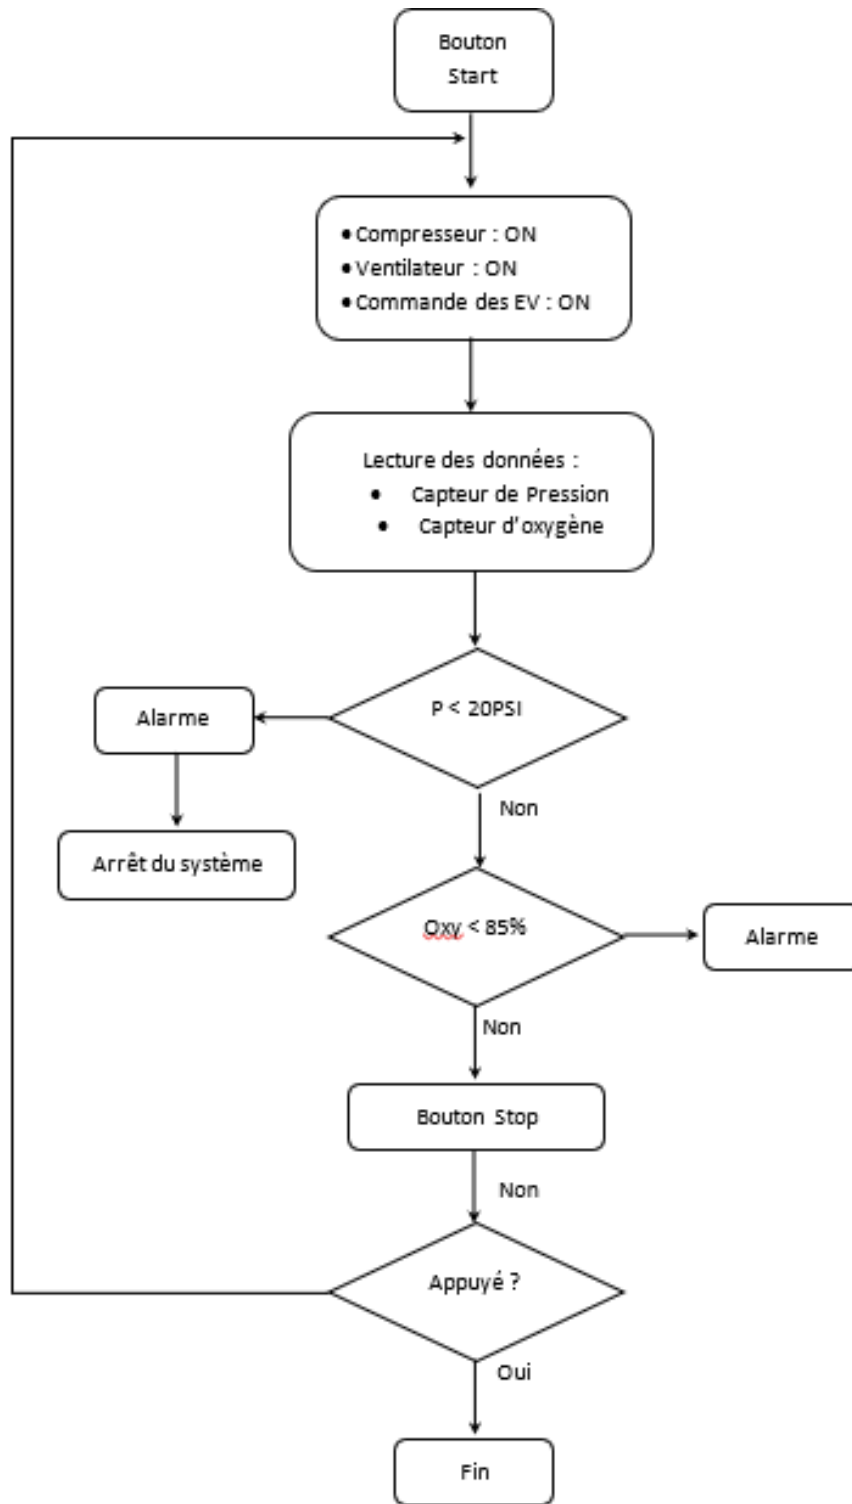 Bouton
Start
•Compresseur : ON
•Ventilateur : ON
•Commande des EV : ON
Lecture des données :
• Capteur de Pression
• Capteur d’oxygène
P < 20PSI
Alarme
Non
Arrêt du système
Oxy < 85%
Alarme
Non
Bouton Stop
Non
Appuyé ?
Oui
Fin